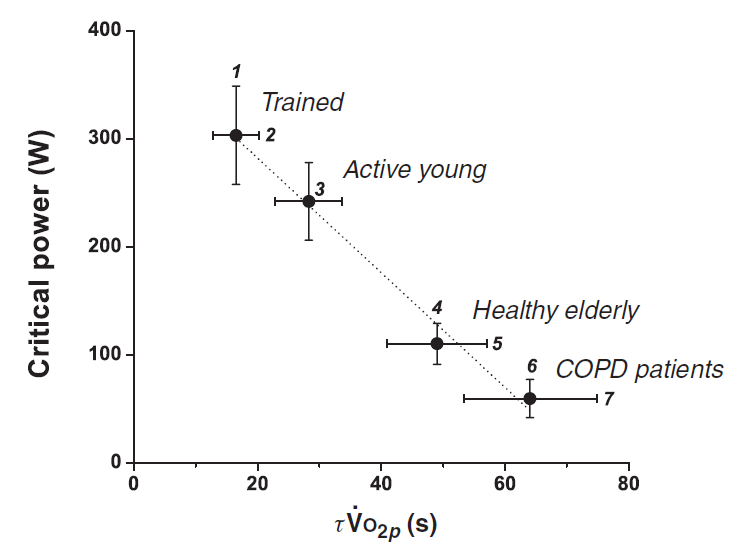 400
1
Trained
300
2
Active young
3
Critical power (W)
200
4
Healthy elderly
100
5
6
COPD patients
7
0
0 20 40 60 80
τV̇O2p (s)